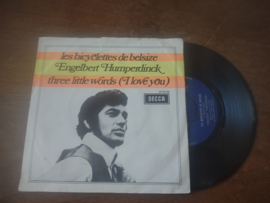 les bicyclettes de belsize
Engelbert Humperdinck
three little words (I love you)
DECCA